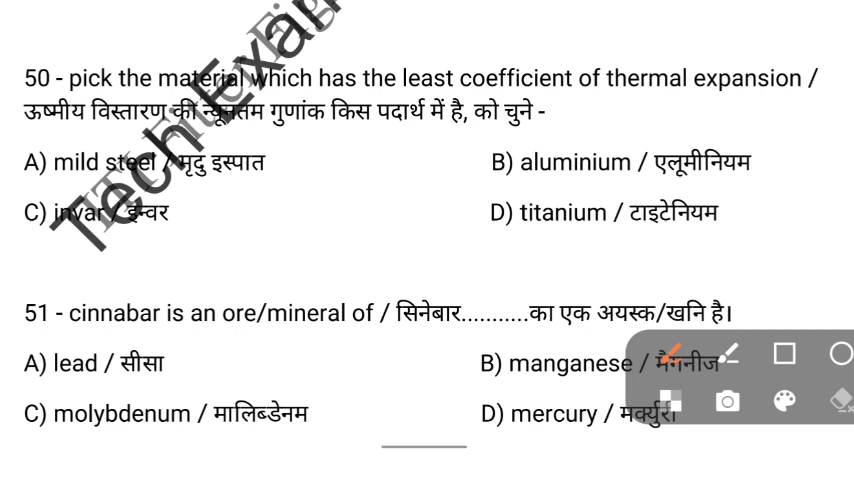 Tech Exam
50 - pick the material which has the least coefficient of thermal expansion /
ऊष्मीय विस्तारण की न्यूनतम गुणांक किस पदार्थ में है, को चुने -
A) mild steel / मृदु इस्पात
B) aluminium / एलूमीनियम
C) invar / इन्वर
D) titanium / टाइटेनियम
51 - cinnabar is an ore/mineral of / सिनेबार...........का एक अयस्क/खनि है।
A) lead / सीसा
B) manganese / मैंगनीज
C) molybdenum / मालिब्डेनम
D) mercury / मर्क्युरी